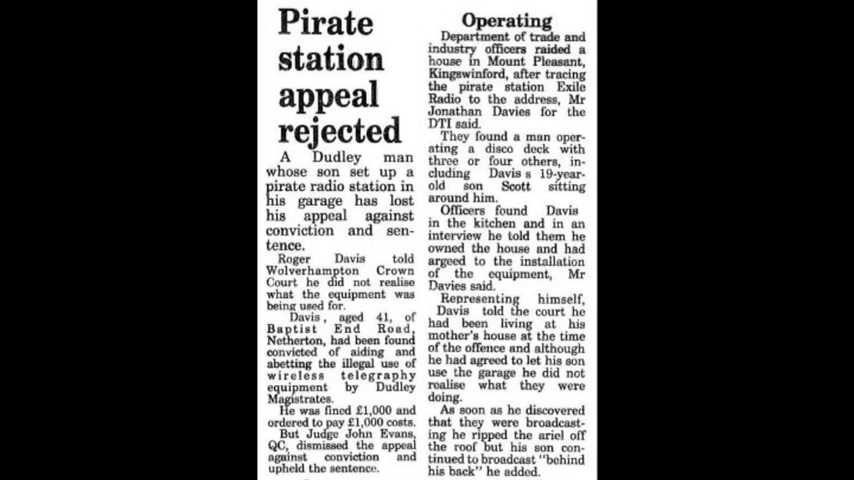 Pirate
station
appeal
rejected
A Dudley man
whose son set up a
pirate radio station in
his garage has lost
his appeal against
conviction and sen-
tence.
Roger Davis told
Wolverhampton Crown
Court he did not realise
what the equipment was
being used for.
Davis, aged 41, of
Baptist End Road,
Netherton, had been found
convicted of aiding and
abetting the illegal use of
wireless telegraphy
equipment by Dudley
Magistrates.
He was fined £1,000 and
ordered to pay £1,000 costs.
But Judge John Evans,
QC, dismissed the appeal
against conviction and
upheld the sentence.
Operating
Department of trade and
industry officers raided a
house in Mount Pleasant,
Kingswinford, after tracing
the pirate station Exile
Radio to the address, Mr
Jonathan Davies for the
DTI said.
They found a man oper-
ating a disco deck with
three or four others, in-
cluding Davis s 19-year-
old son Scott sitting
around him.
Officers found Davis
in the kitchen and in an
interview he told them he
owned the house and had
argeed to the installation
of the equipment, Mr
Davies said.
Representing himself,
Davis told the court he
had been living at his
mother's house at the time
of the offence and although
he had agreed to let his son
use the garage he did not
realise what they were
doing.
As soon as he discovered
that they were broadcast-
ing he ripped the ariel off
the roof but his son con-
tinued to broadcast "behind
his back" he added.